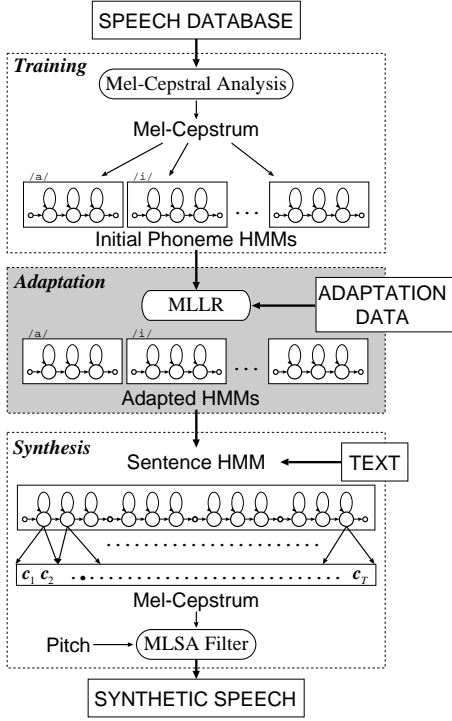 SPEECH DATABASE
Training
Mel-Cepstral Analysis
Mel-Cepstrum
/a/ /i/
. . .
Initial Phoneme HMMs
Adaptation
MLLR
ADAPTATION
DATA
/a/ /i/
. . .
Adapted HMMs
Synthesis
Sentence HMM
TEXT
c1 c2 cT
Mel-Cepstrum
Pitch
MLSA Filter
SYNTHETIC SPEECH